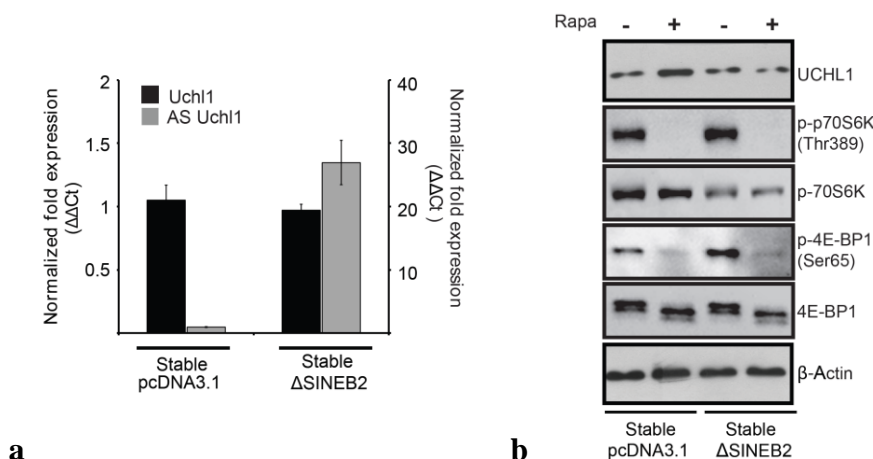 Normalized fold expression
(ΔΔCt)
2
1.5
1
0.5
Uchl1
AS Uchl1
40
30
20
10
Normalized fold expression
(ΔΔCt )
Stable
pcDNA3.1
Stable
ΔSINEB2
a
Rapa
- + - +
UCHL1
p-p70S6K
(Thr389)
p-70S6K
p-4E-BP1
(Ser65)
4E-BP1
β-Actin
Stable
pcDNA3.1
Stable
ΔSINEB2
b